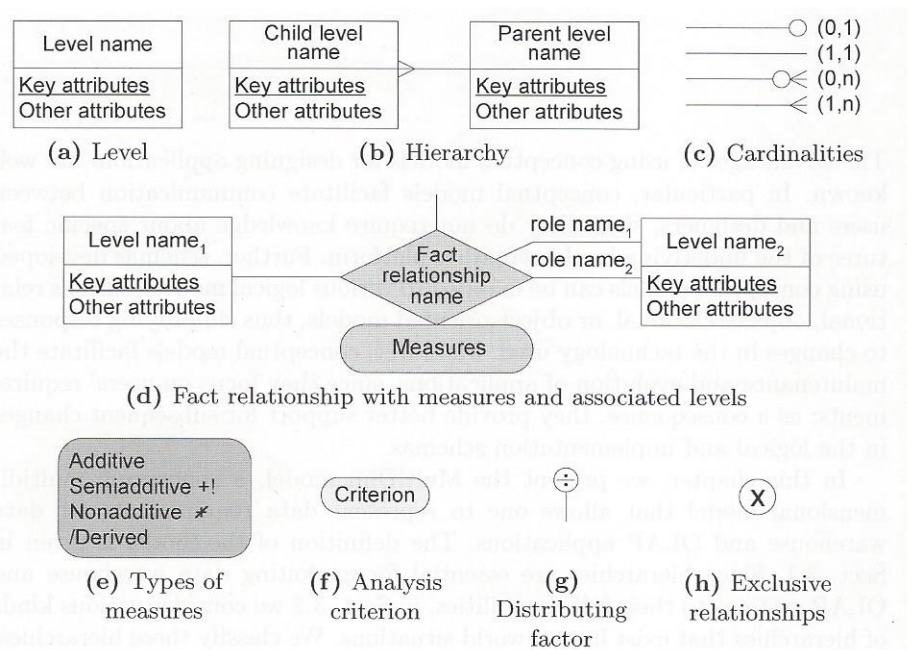 Level name
Key attributes
Other attributes
Child level
name
Key attributes
Other attributes
Parent level
name
Key attributes
Other attributes
(0,1)
(1,1)
(0,n)
(1,n)
(a) Level
(b) Hierarchy
(c) Cardinalities
Level name1
Key attributes
Other attributes
Fact
relationship
name
Measures
role name1
role name2
Level name2
Key attributes
Other attributes
(d) Fact relationship with measures and associated levels
Additive
Semiadditive +!
Nonadditive +
/Derived
Criterion
÷
X
(e) Types of
measures
(f) Analysis
criterion
(g)
Distributing
factor
(h) Exclusive
relationships